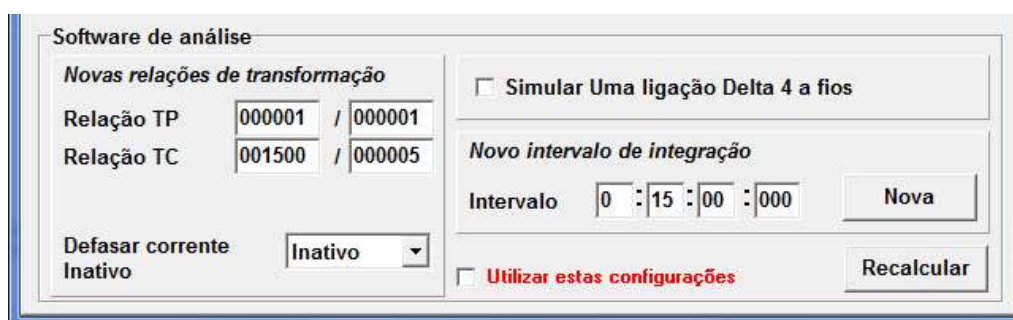 Software de análise
Novas relações de transformação
Relação TP 000001 / 000001
Relação TC 001500 / 000005
Defasar corrente
Inativo
Inativo
Simular Uma ligação Delta 4 a fios
Novo intervalo de integração
Intervalo 0 : 15 : 00 : 000 Nova
Utilizar estas configurações
Recalcular